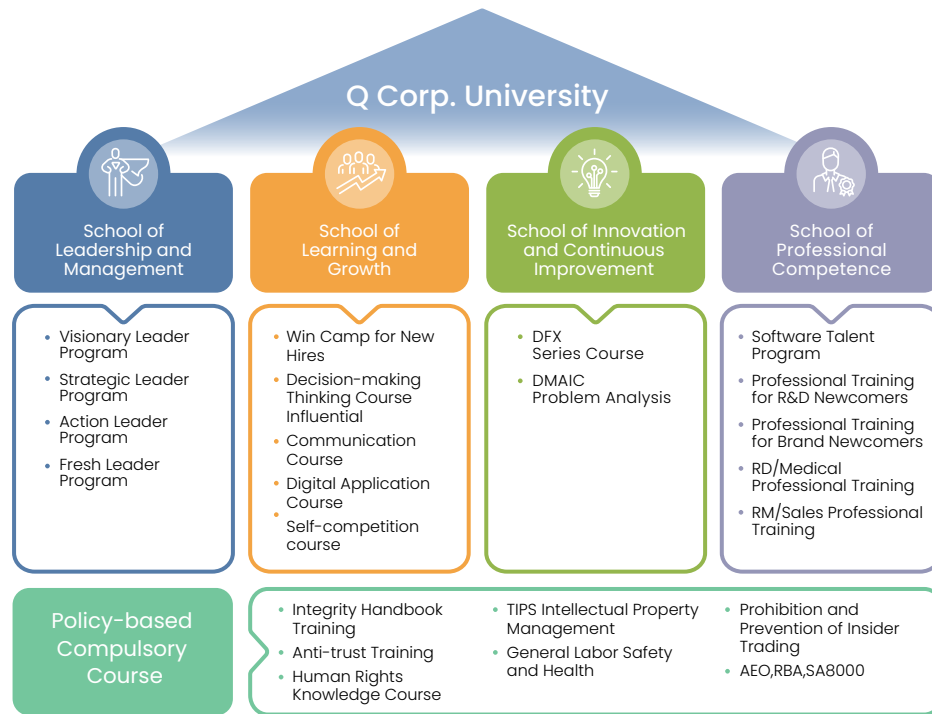 Q Corp. University
School of
Leadership and
Management
School of
Learning and
Growth
School of Innovation
and Continuous
Improvement
School of
Professional
Competence
• Visionary Leader
Program
• Strategic Leader
Program
• Action Leader
Program
• Fresh Leader
Program
• Win Camp for New
Hires
• Decision-making
Thinking Course
Influential
• Communication
Course
• Digital Application
Course
• Self-competition
course
• DFX
Series Course
• DMAIC
Problem Analysis
• Software Talent
Program
• Professional Training
for R&D Newcomers
• Professional Training
for Brand Newcomers
• RD/Medical
Professional Training
• RM/Sales Professional
Training
Policy-based
Compulsory
Course
• Integrity Handbook
Training
• Anti-trust Training
• Human Rights
Knowledge Course
• TIPS Intellectual Property
Management
• General Labor Safety
and Health
• Prohibition and
Prevention of Insider
Trading
• AEO,RBA,SA8000